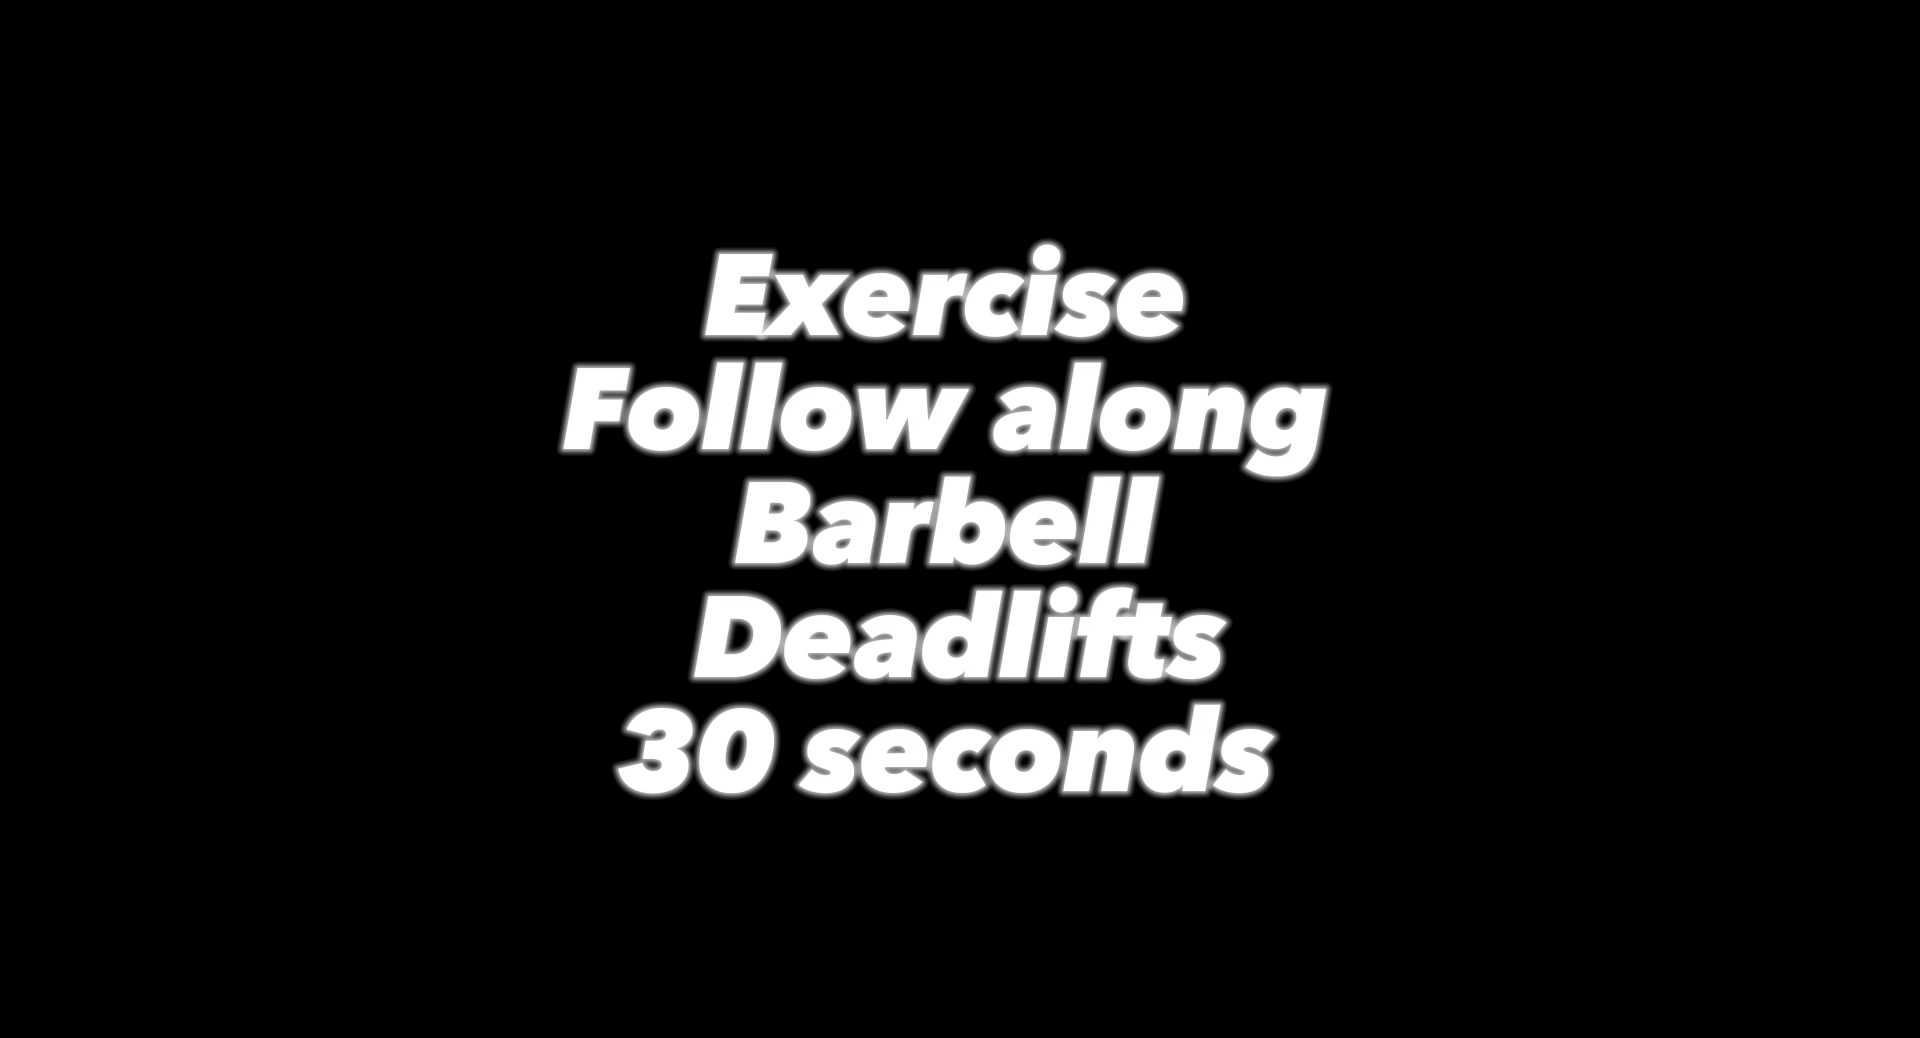 Exercise
Follow along
Barbell
Deadlifts
30 seconds